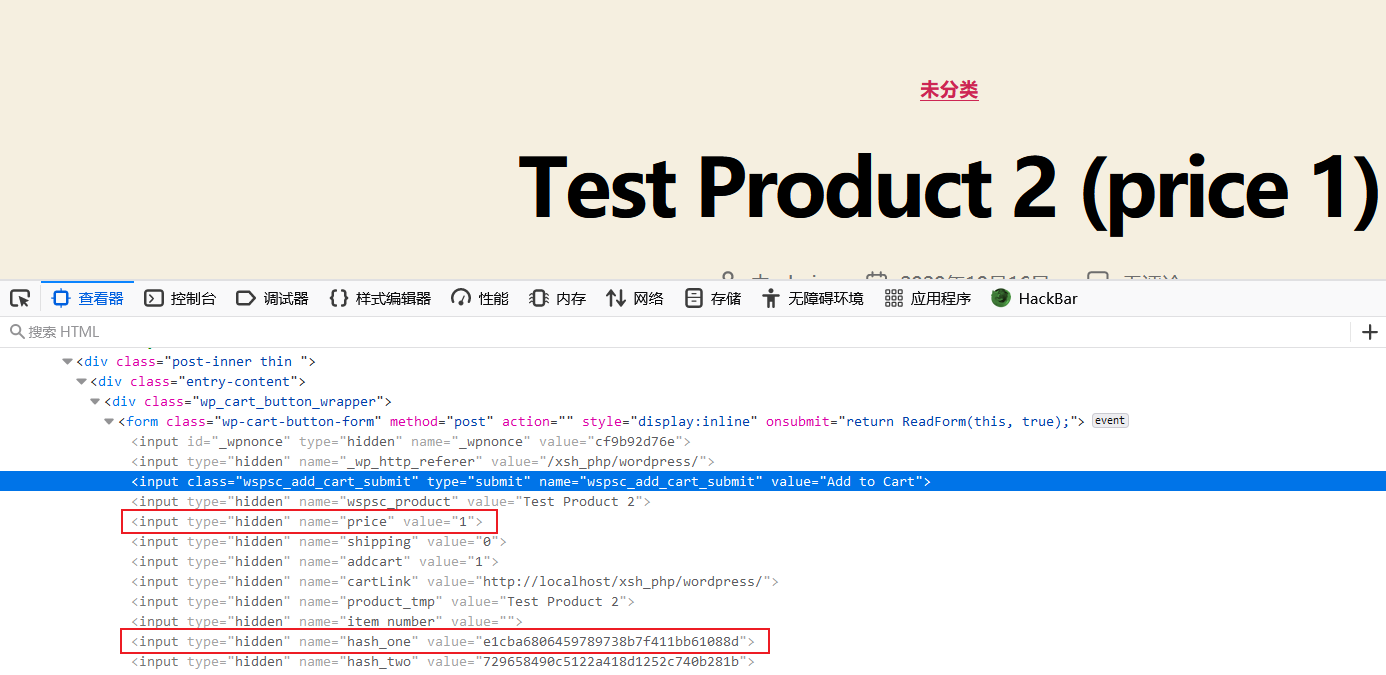 未分类
Test Product 2 (price 1)
查看器 控制台 调试器 样式编辑器 性能 内存 网络 存储 无障碍环境 应用程序 HackBar
搜索 HTML
<div class="post-inner thin ">
<div class="entry-content">
<div class="wp_cart_button_wrapper">
<form class="wp-cart-button-form" method="post" action="" style="display:inline" onsubmit="return ReadForm(this, true);"> event
<input id="_wpnonce" type="hidden" name="_wpnonce" value="cf9b92d76e">
<input type="hidden" name="_wp_http_referer" value="/xsh_php/wordpress/">
<input class="wspsc_add_cart_submit" type="submit" name="wspsc_add_cart_submit" value="Add to Cart">
<input type="hidden" name="wspsc_product" value="Test Product 2">
<input type="hidden" name="price" value="1">
<input type="hidden" name="shipping" value="0">
<input type="hidden" name="addcart" value="1">
<input type="hidden" name="cartLink" value="http://localhost/xsh_php/wordpress/">
<input type="hidden" name="product_tmp" value="Test Product 2">
<input type="hidden" name="item_number" value="">
<input type="hidden" name="hash_one" value="e1cba6806459789738b7f411bb61088d">
<input type="hidden" name="hash_two" value="729658490c5122a418d1252c740b281b">